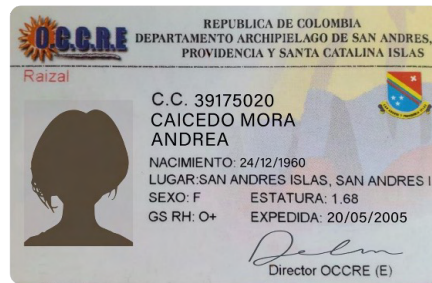 O.C.C.R.E
REPUBLICA DE COLOMBIA
DEPARTAMENTO ARCHIPIELAGO DE SAN ANDRES,
PROVIDENCIA Y SANTA CATALINA ISLAS
Raizal
C.C. 39175020
CAICEDO MORA
ANDREA
NACIMIENTO: 24/12/1960
LUGAR:SAN ANDRES ISLAS, SAN ANDRES I
SEXO: F ESTATURA: 1.68
GS RH: O+ EXPEDIDA: 20/05/2005
Director OCCRE (E)